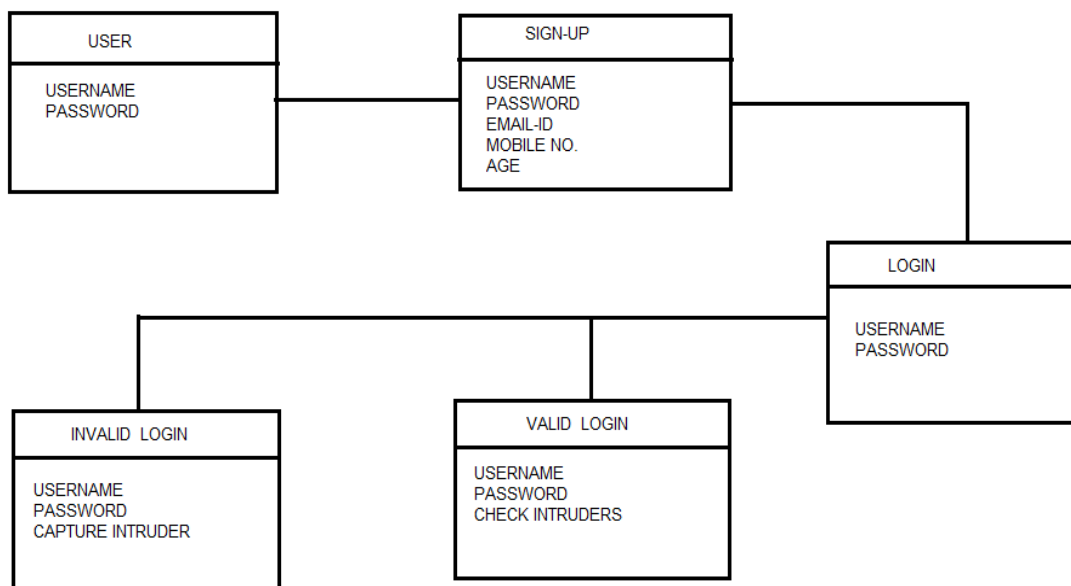 USER
USERNAME
PASSWORD
SIGN-UP
USERNAME
PASSWORD
EMAIL-ID
MOBILE NO.
AGE
LOGIN
USERNAME
PASSWORD
INVALID LOGIN
USERNAME
PASSWORD
CAPTURE INTRUDER
VALID LOGIN
USERNAME
PASSWORD
CHECK INTRUDERS